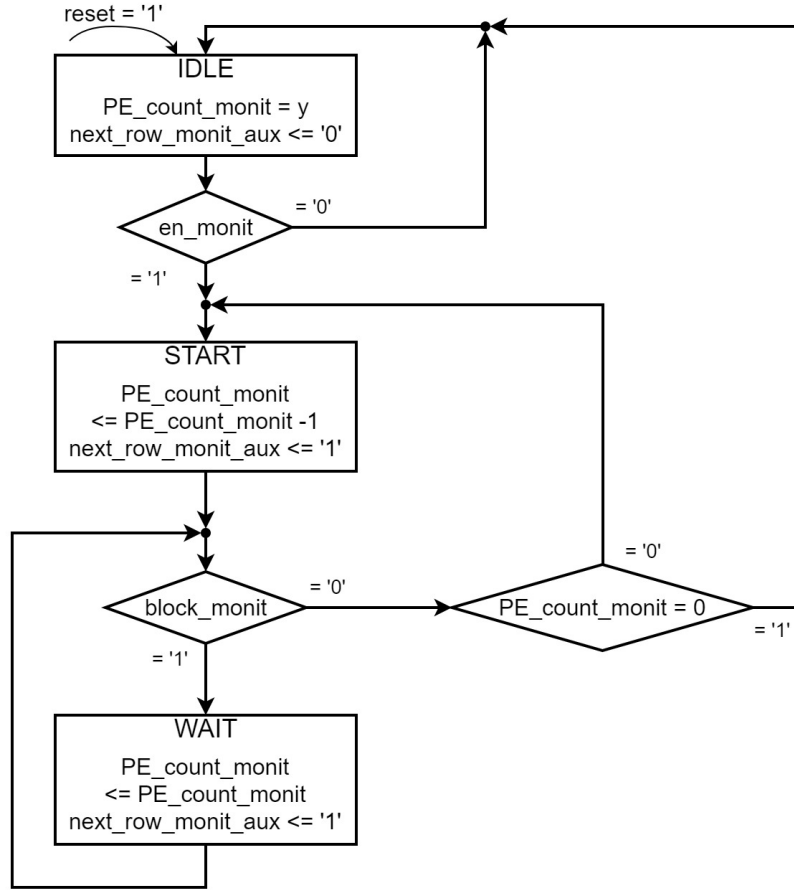 reset = '1'
IDLE
PE_count_monit = y
next_row_monit_aux <= '0'
= '0'
en_monit
= '1'
START
PE_count_monit
<= PE_count_monit -1
next_row_monit_aux <= '1'
= '0'
= '0'
block_monit
PE_count_monit = 0
= '1'
= '1'
WAIT
PE_count_monit
<= PE_count_monit
next_row_monit_aux <= '1'